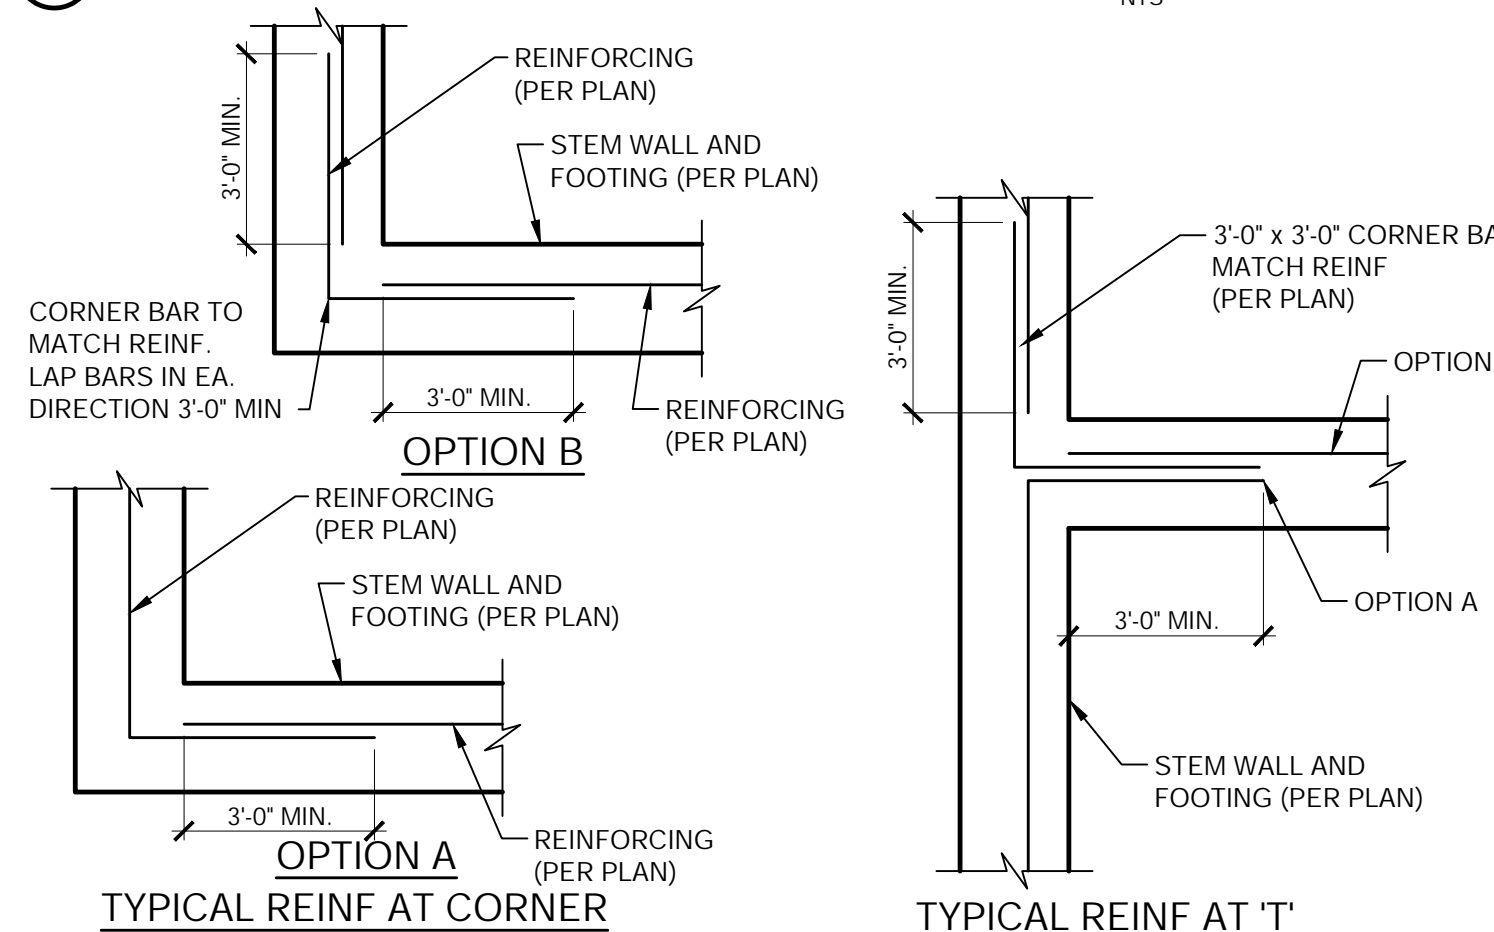 NTS
REINFORCING
(PER PLAN)
STEM WALL AND
FOOTING (PER PLAN)
3'-0" MIN.
CORNER BAR TO
MATCH REINF.
LAP BARS IN EA.
DIRECTION 3'-0" MIN
3'-0" MIN.
REINFORCING
(PER PLAN)
OPTION B
REINFORCING
(PER PLAN)
STEM WALL AND
FOOTING (PER PLAN)
3'-0" MIN.
REINFORCING
(PER PLAN)
OPTION A
TYPICAL REINF AT CORNER
3'-0" x 3'-0" CORNER
MATCH REINF
(PER PLAN)
3'-0" MIN.
OPTION
OPTION A
3'-0" MIN.
STEM WALL AND
FOOTING (PER PLAN)
TYPICAL REINF AT 'T'